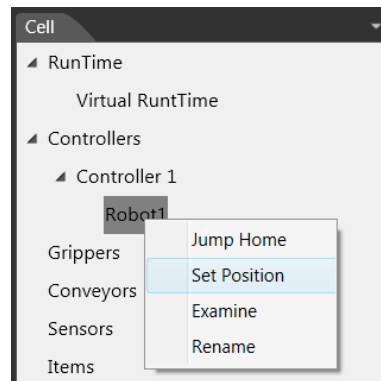 Cell
RunTime
Virtual RuntTime
Controllers
Controller 1
Robot1
Jump Home
Set Position
Examine
Rename
Grippers
Conveyors
Sensors
Items